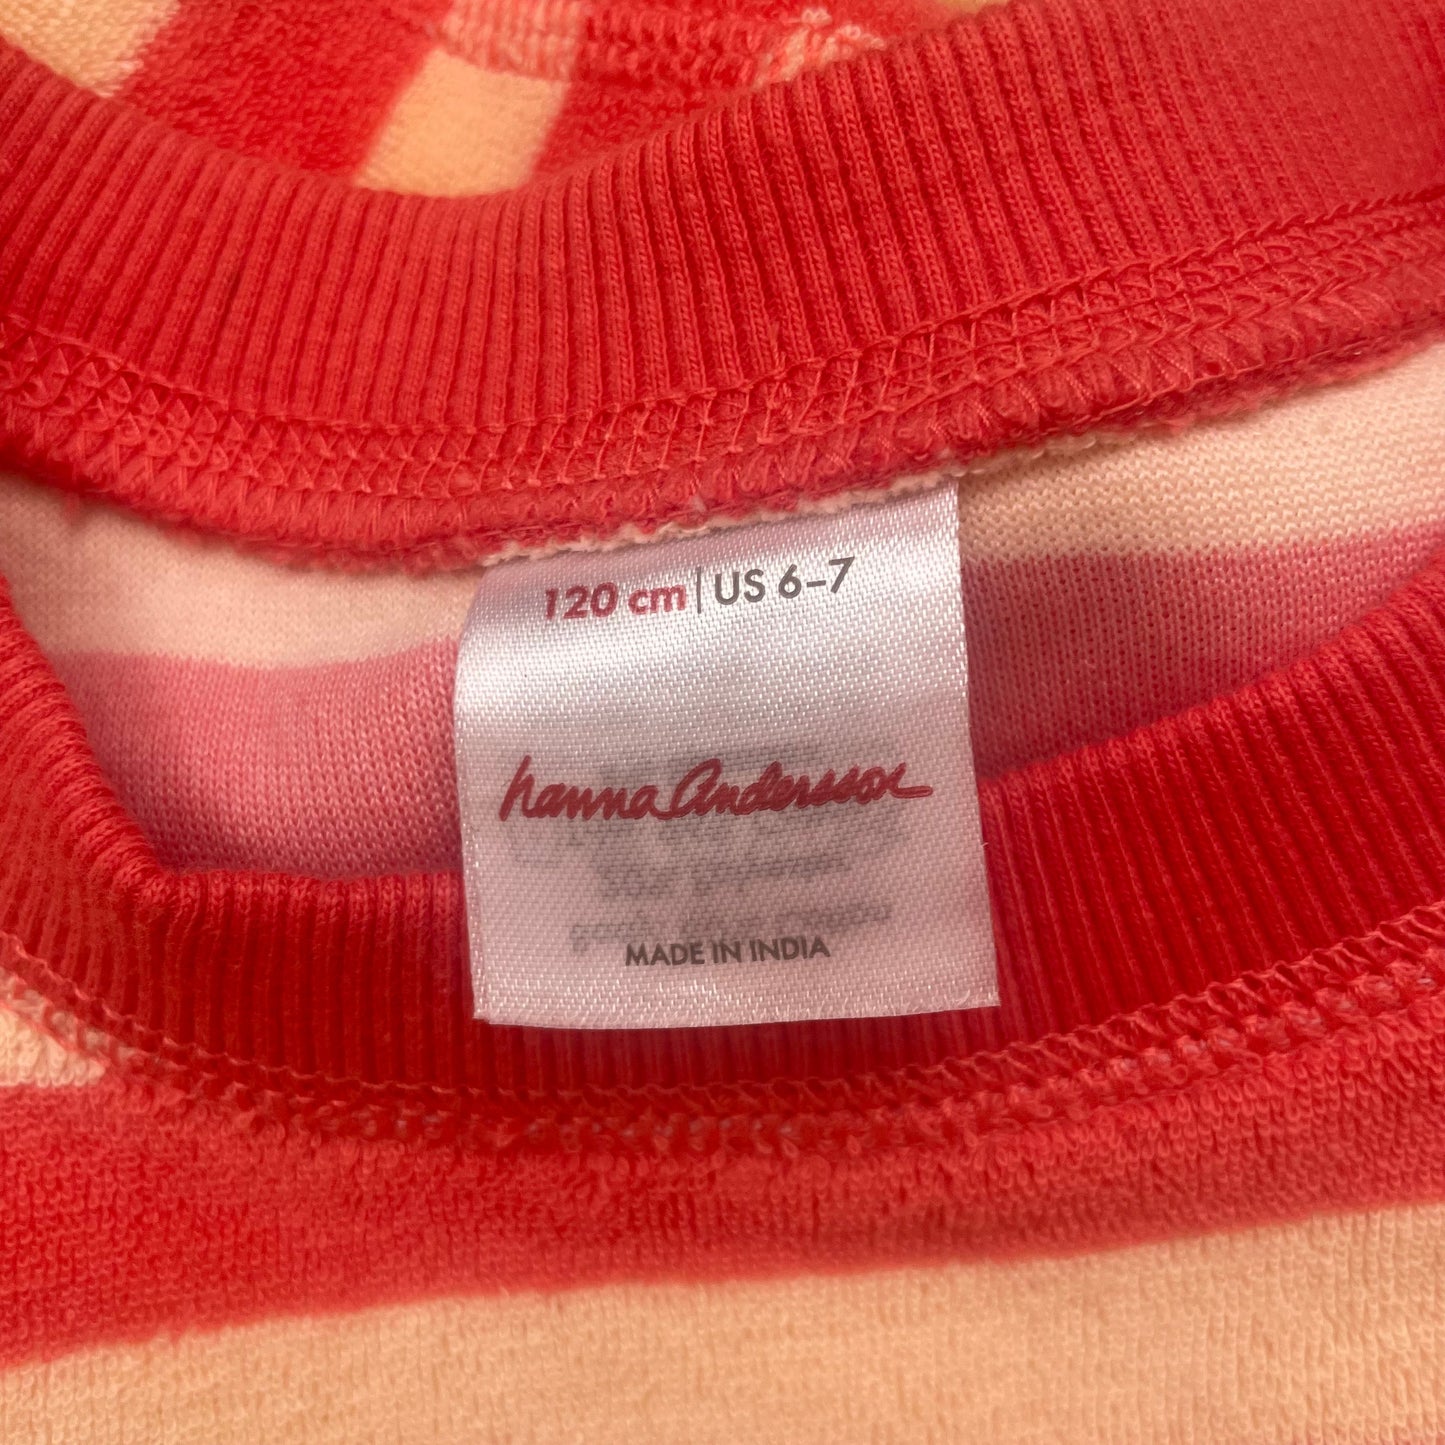 120 cm | US 6-7
hanna andersson
MADE IN INDIA